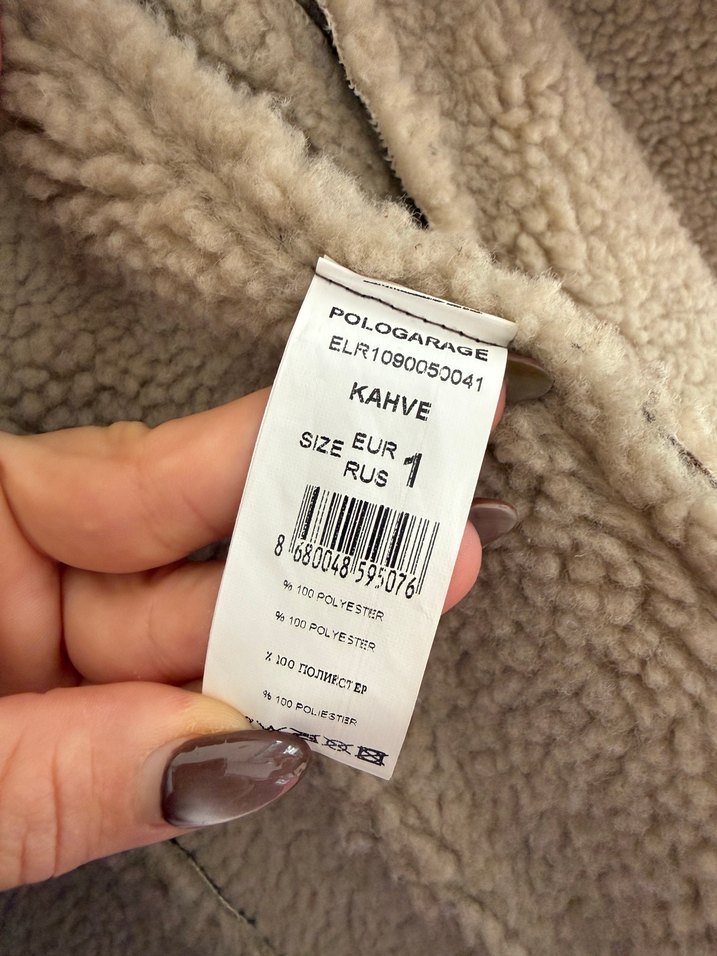 POLOGARAGE
ELR1090050041
KAHVE
SIZE EUR RUS 1
8 680048 595076
% 100 POLYESTER
% 100 POLYESTER
% 100 ПОЛИЕСТЕР
% 100 POLIESTER